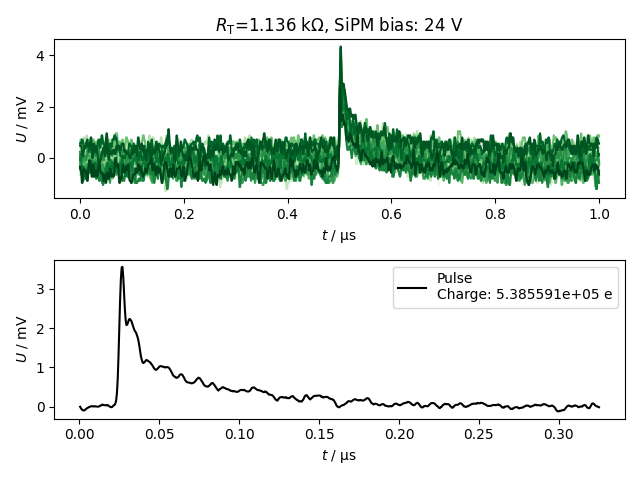 R_T=1.136 kΩ, SiPM bias: 24 V
4
2
0
U / mV
0.0 0.2 0.4 0.6 0.8 1.0
t / µs
3
2
1
0
U / mV
Pulse
Charge: 5.385591e+05 e
0.00 0.05 0.10 0.15 0.20 0.25 0.30
t / µs